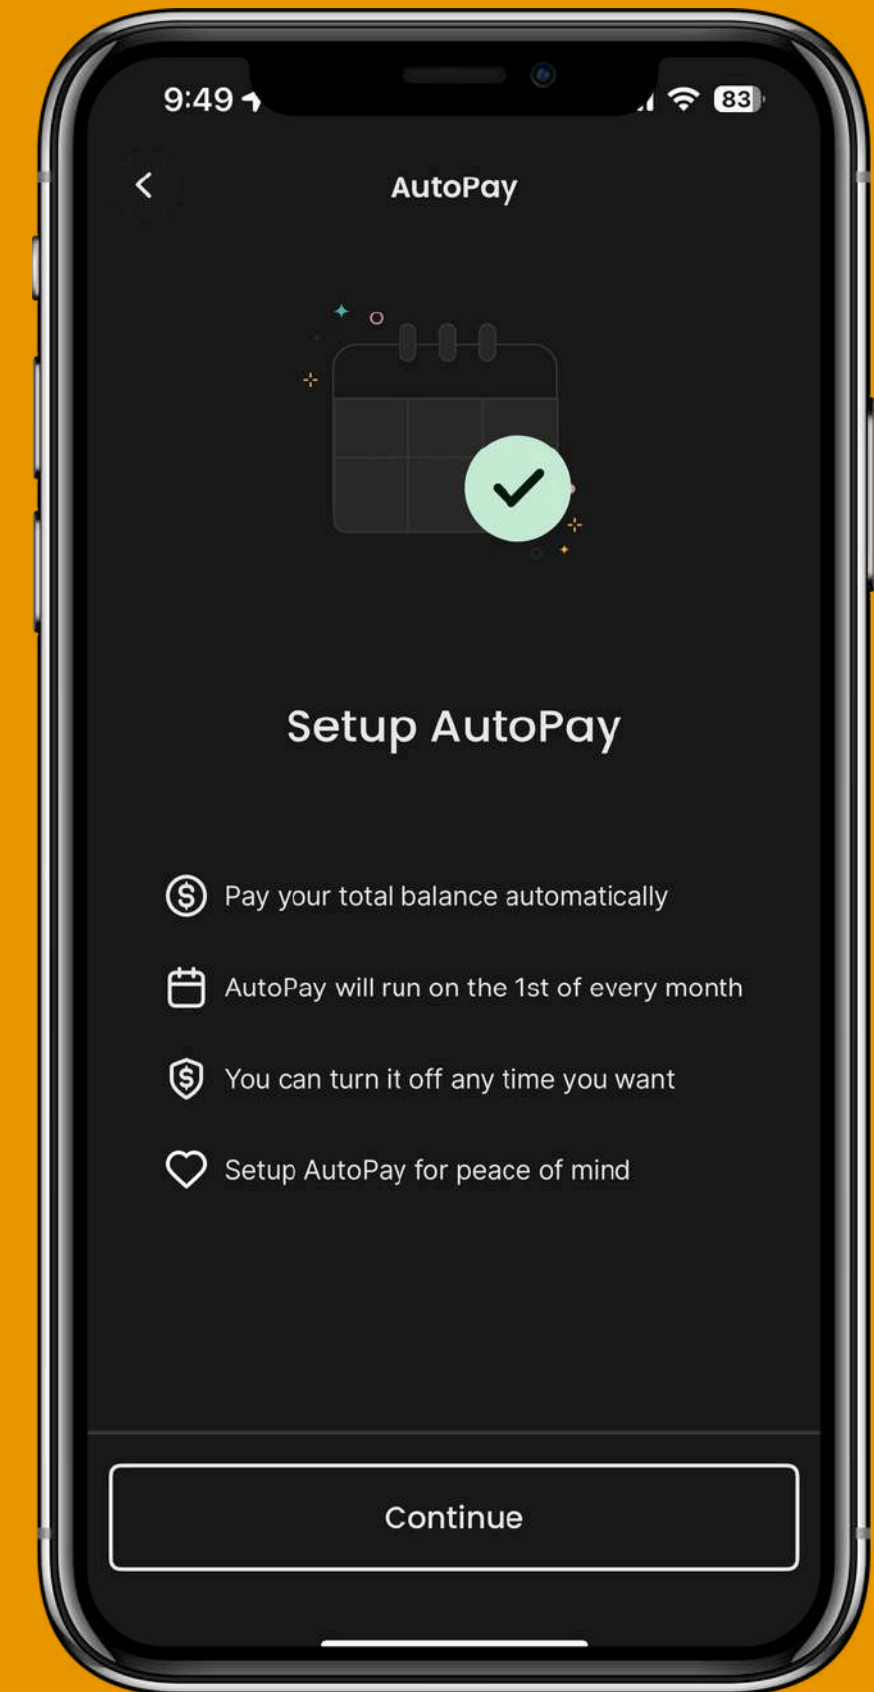 9:49
83
AutoPay
Setup AutoPay
Pay your total balance automatically
AutoPay will run on the 1st of every month
You can turn it off any time you want
Setup AutoPay for peace of mind
Continue